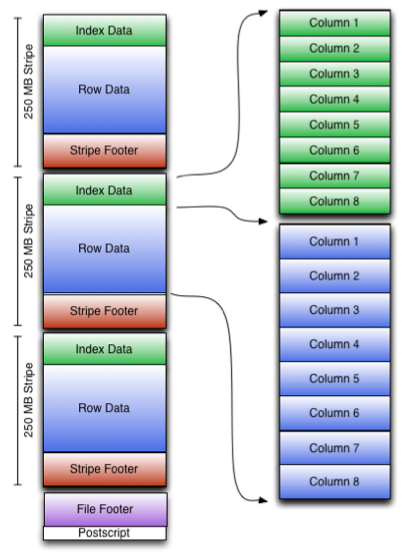 250 MB Stripe
Index Data
Row Data
Stripe Footer
250 MB Stripe
Index Data
Row Data
Stripe Footer
250 MB Stripe
Index Data
Row Data
Stripe Footer
File Footer
Postscript
Column 1
Column 2
Column 3
Column 4
Column 5
Column 6
Column 7
Column 8
Column 1
Column 2
Column 3
Column 4
Column 5
Column 6
Column 7
Column 8